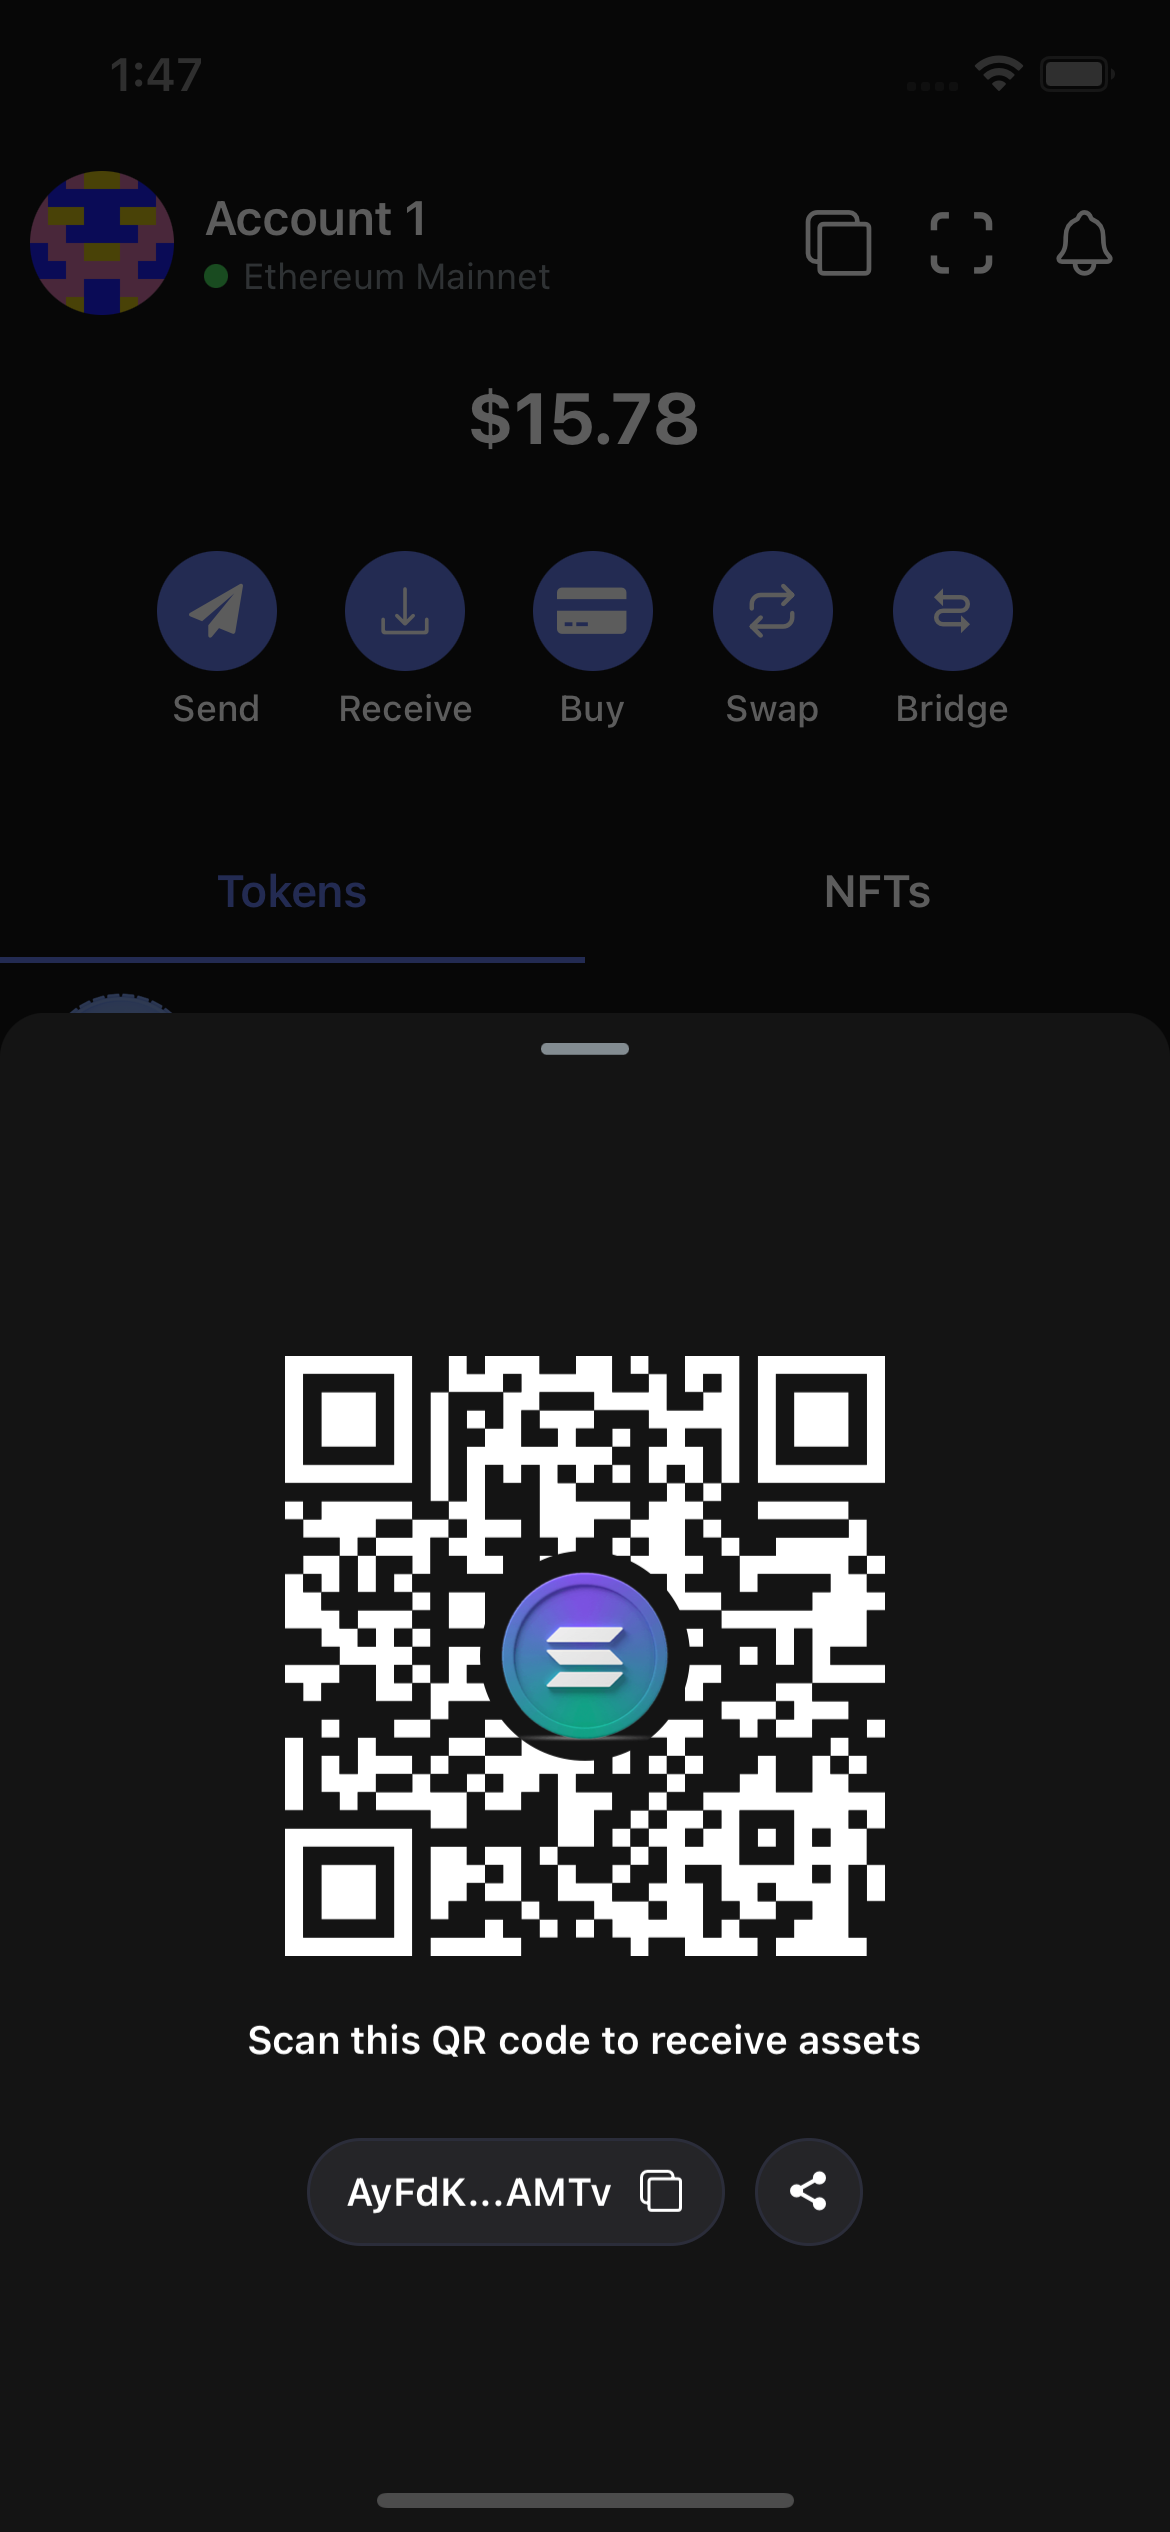 1:47
Account 1
Ethereum Mainnet
$15.78
Send
Receive
Buy
Swap
Bridge
Tokens
NFTs
Scan this QR code to receive assets
AyFdK...AMTv